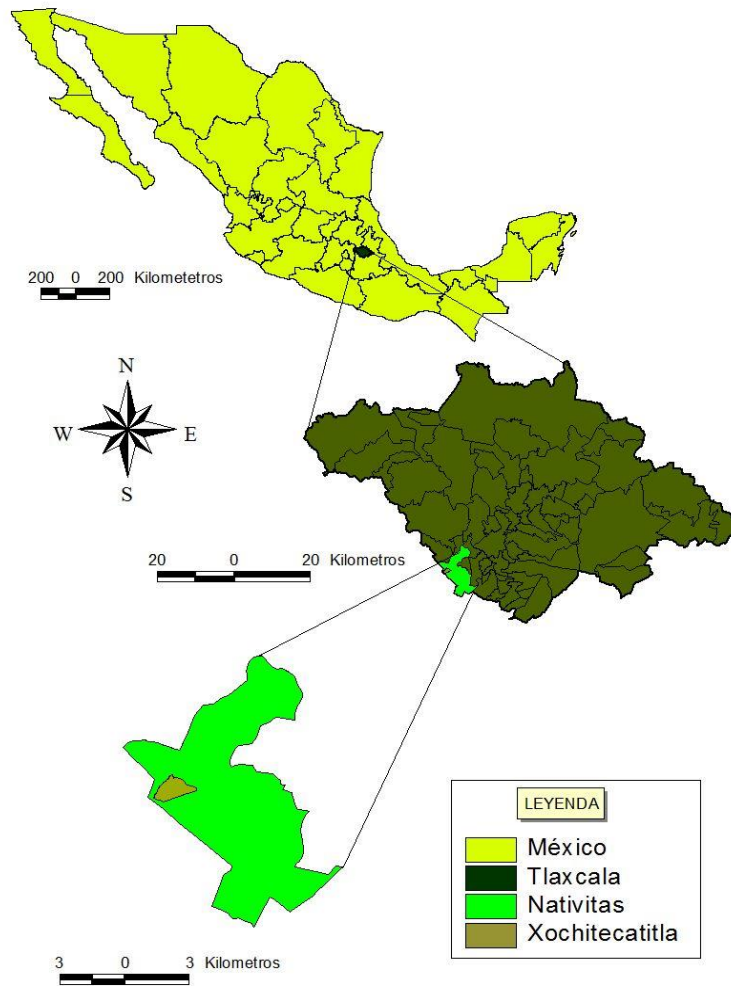 200 0 200 Kilometetros
N
W E
S
20 0 20 Kilometros
LEYENDA
México
Tlaxcala
Nativitas
Xochitecatitla
3 0 3 Kilometros